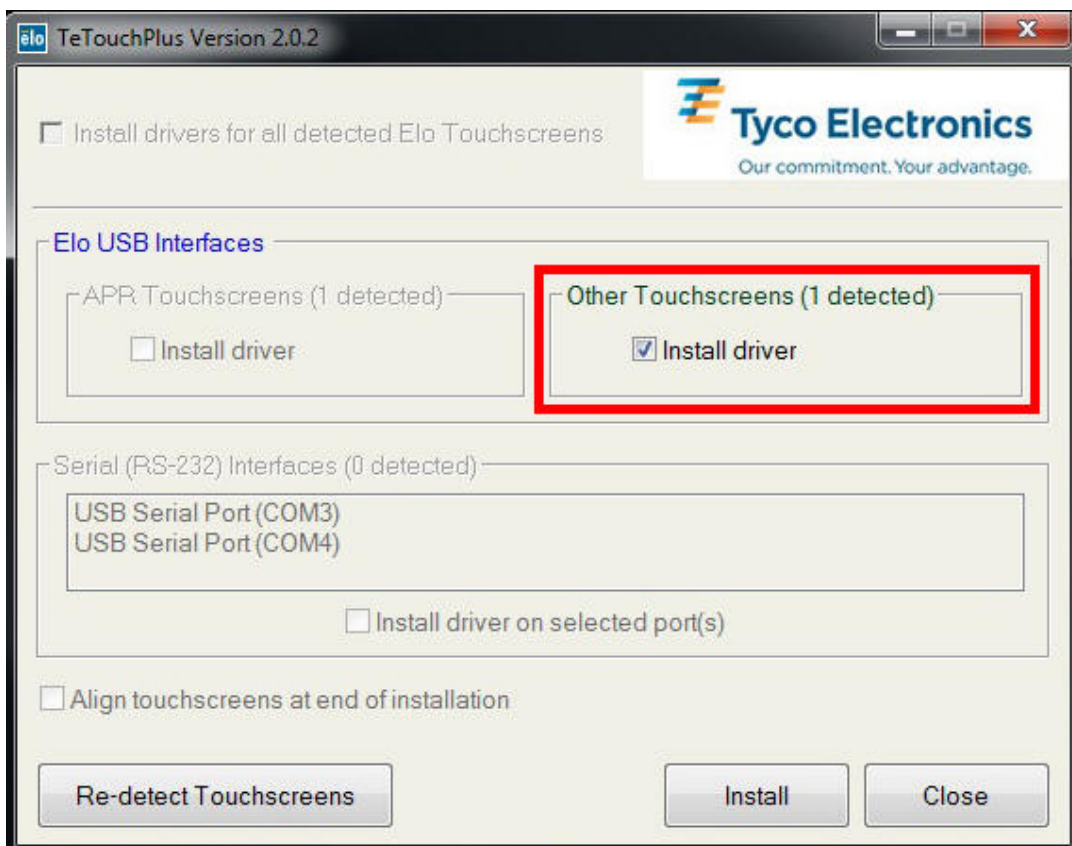 elo TeTouchPlus Version 2.0.2
Install drivers for all detected Elo Touchscreens
Tyco Electronics
Our commitment. Your advantage.
Elo USB Interfaces
APR Touchscreens (1 detected)
Other Touchscreens (1 detected)
Install driver
Install driver
Serial (RS-232) Interfaces (0 detected)
USB Serial Port (COM3)
USB Serial Port (COM4)
Install driver on selected port(s)
Align touchscreens at end of installation
Re-detect Touchscreens
Install
Close